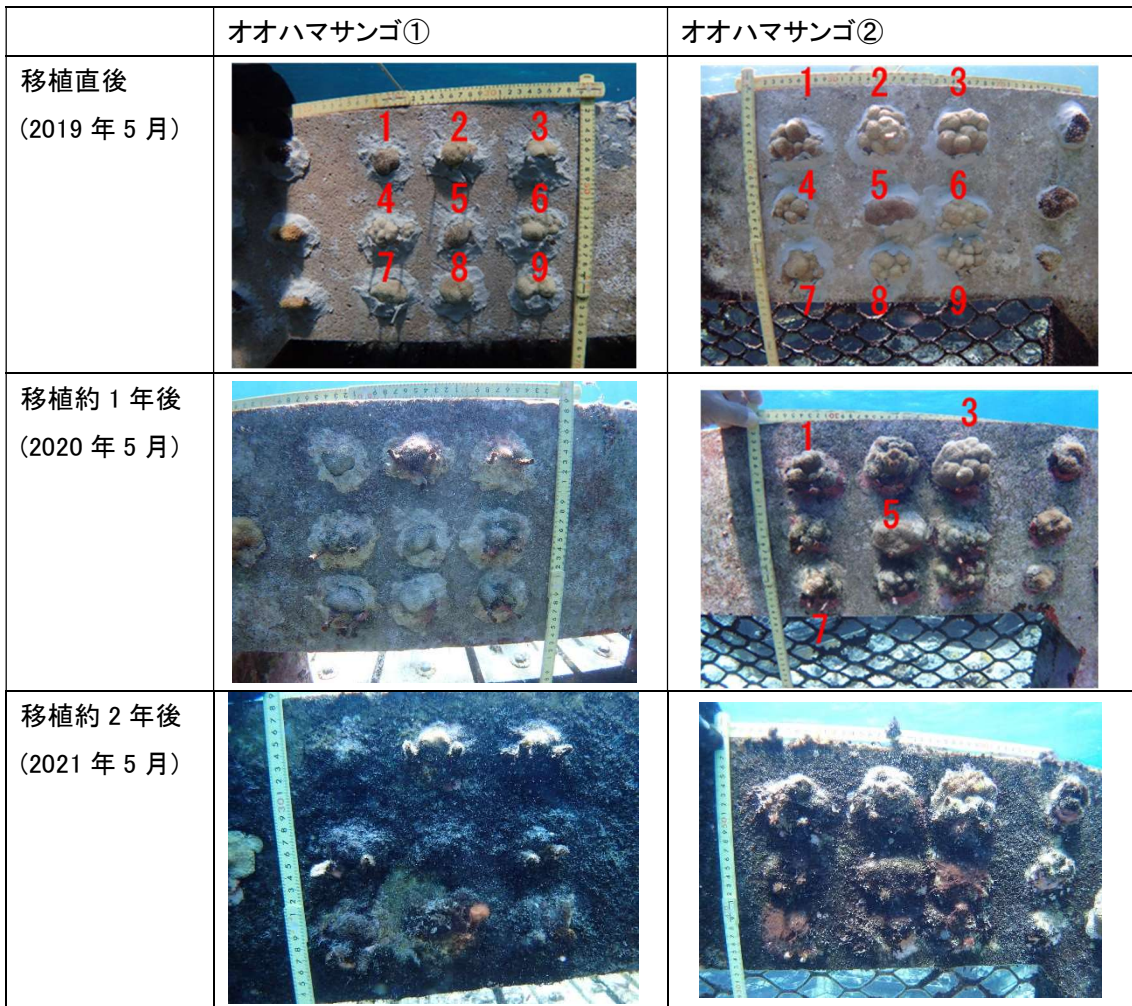 オオハマサンゴ①
オオハマサンゴ②
移植直後
(2019 年 5 月)
1 2 3
4 5 6
7 8 9
1 2 3
4 5 6
7 8 9
移植約 1 年後
(2020 年 5 月)
3
1
5
7
移植約 2 年後
(2021 年 5 月)